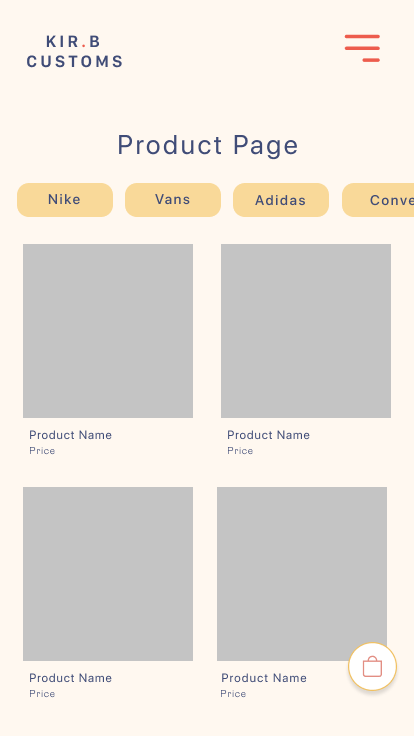 KIR.B
CUSTOMS
Product Page
Nike
Vans
Adidas
Conve
Product Name
Price
Product Name
Price
Product Name
Price
Product Name
Price